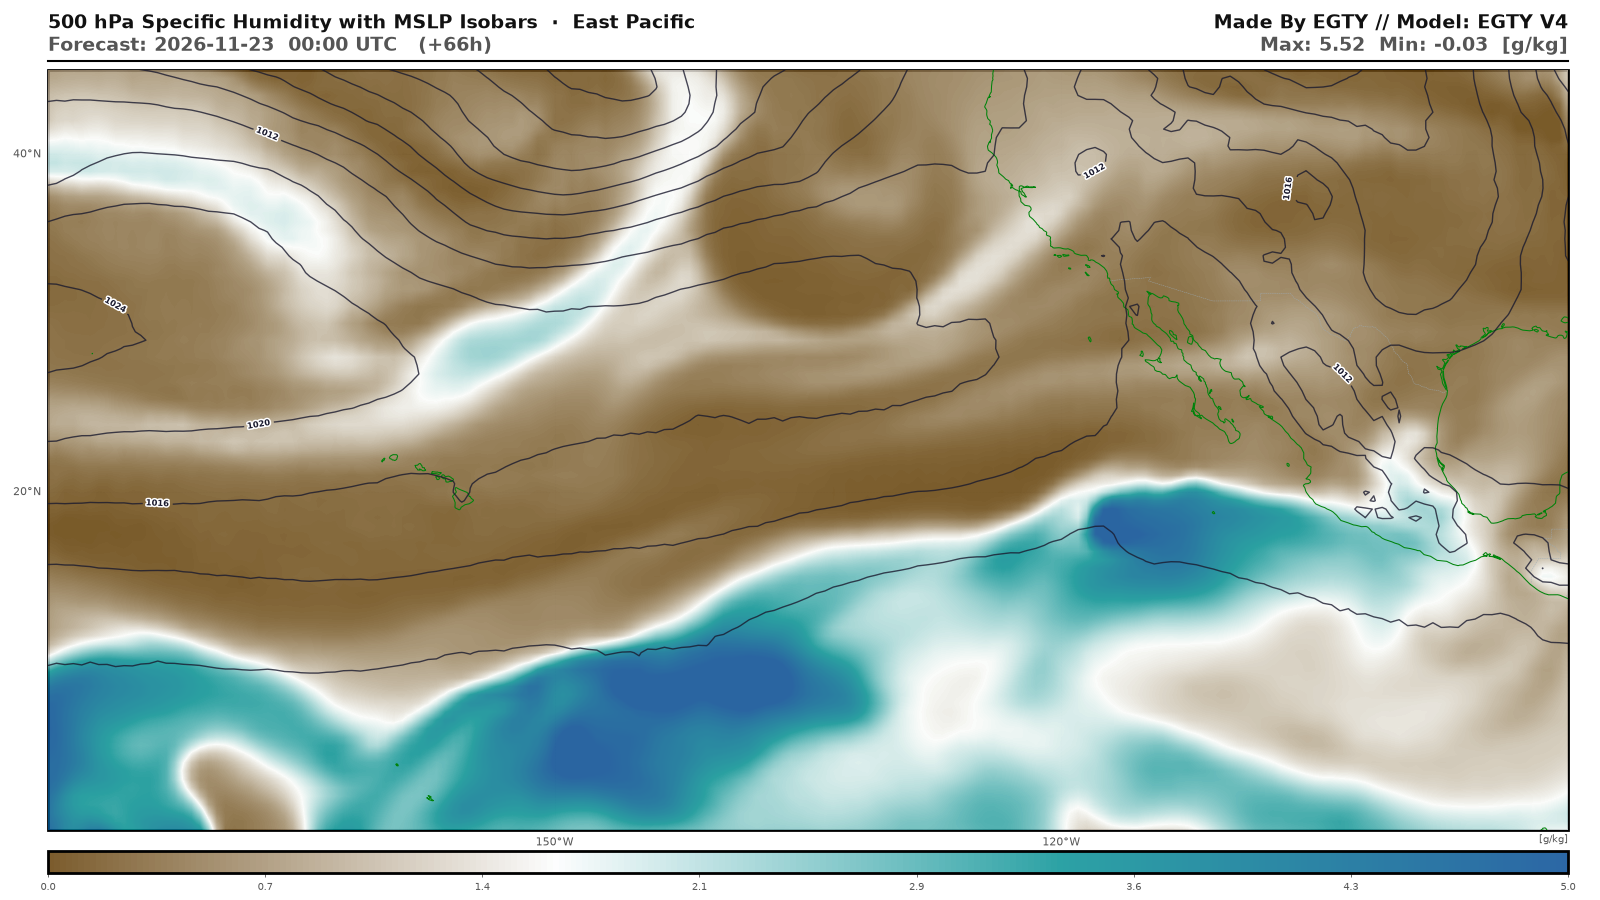 500 hPa Specific Humidity with MSLP Isobars · East Pacific
Made By EGTY // Model: EGTY V4
Forecast: 2026-11-23 00:00 UTC (+66h)
Max: 5.52 Min: -0.03 [g/kg]
1012
40°N
1012
1016
1024
1012
1020
20°N
1016
150°W
120°W
[g/kg]
0.0
0.7
1.4
2.1
2.9
3.6
4.3
5.0